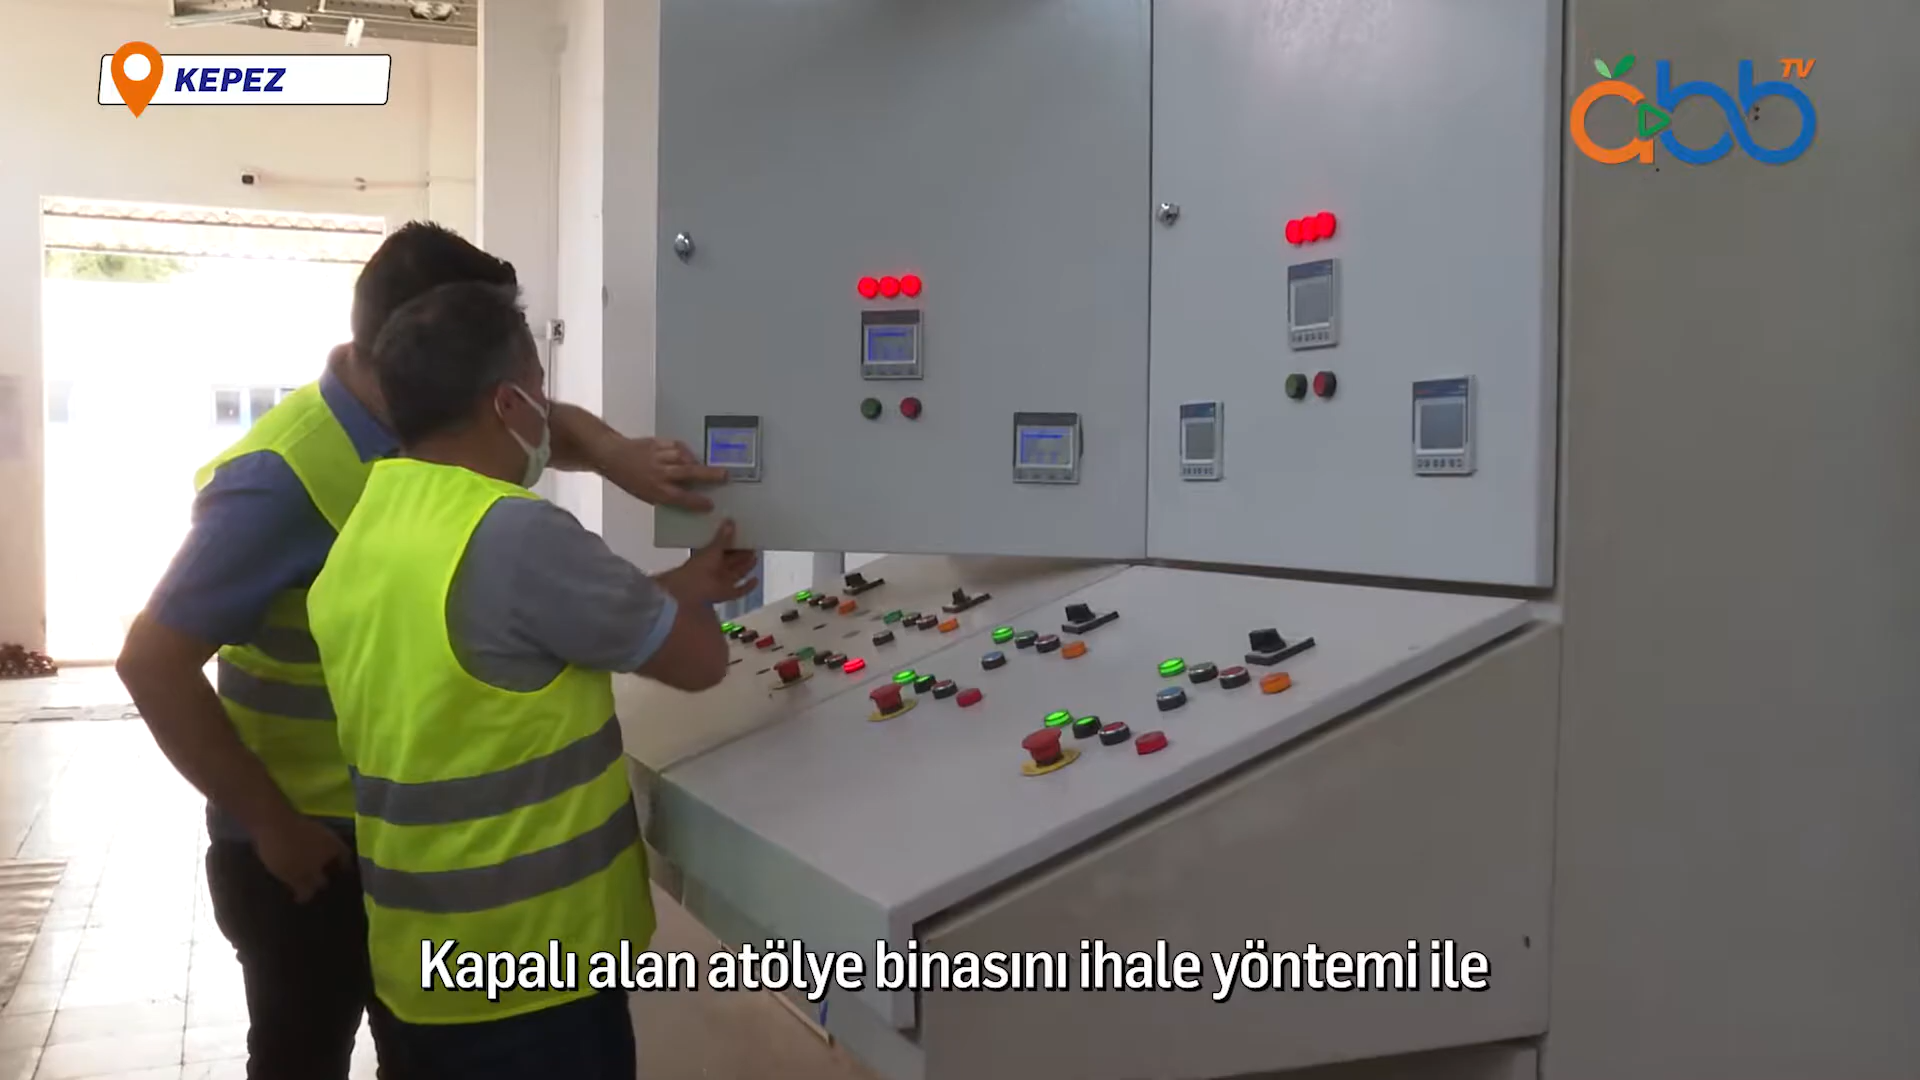 KEPEZ
abb TV
Kapalı alan atölye binasını ihale yöntemi ile